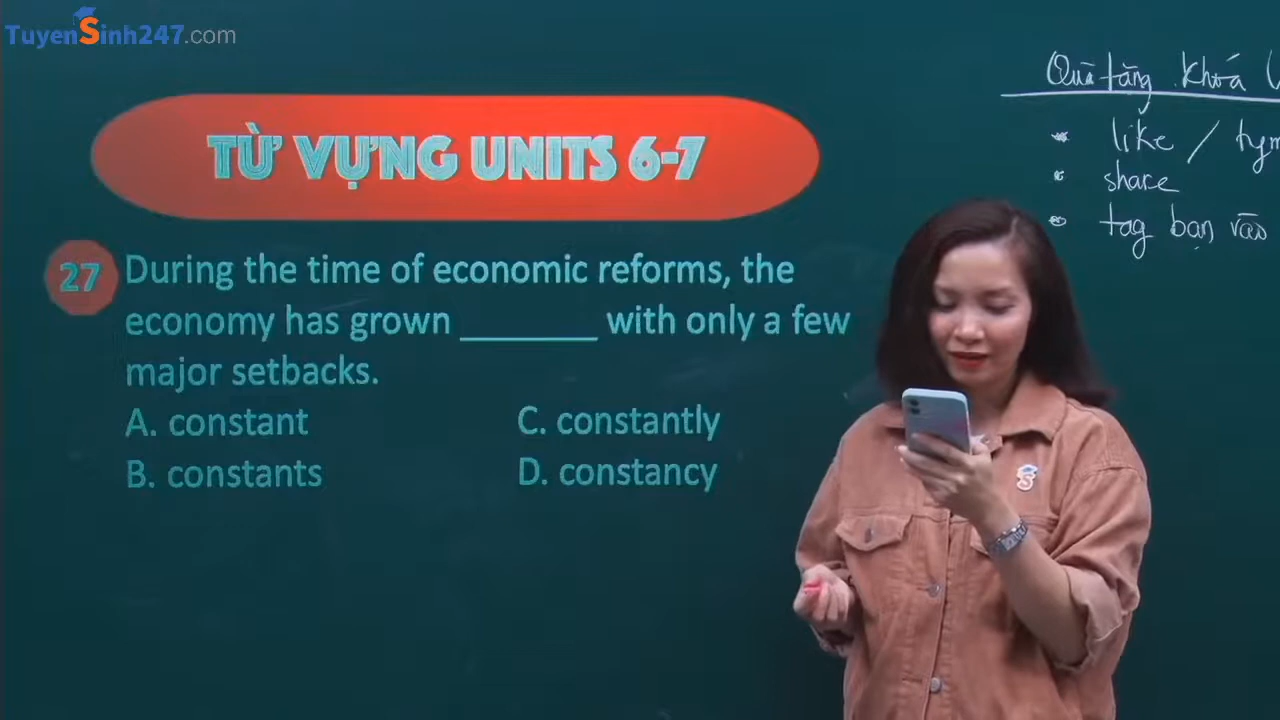 TuyenSinh247.com
Quà tặng khoá
TỪ VỰNG UNITS 6-7
* like /
* share
* tag bạn vào
27 During the time of economic reforms, the
economy has grown ________ with only a few
major setbacks.
A. constant C. constantly
B. constants D. constancy